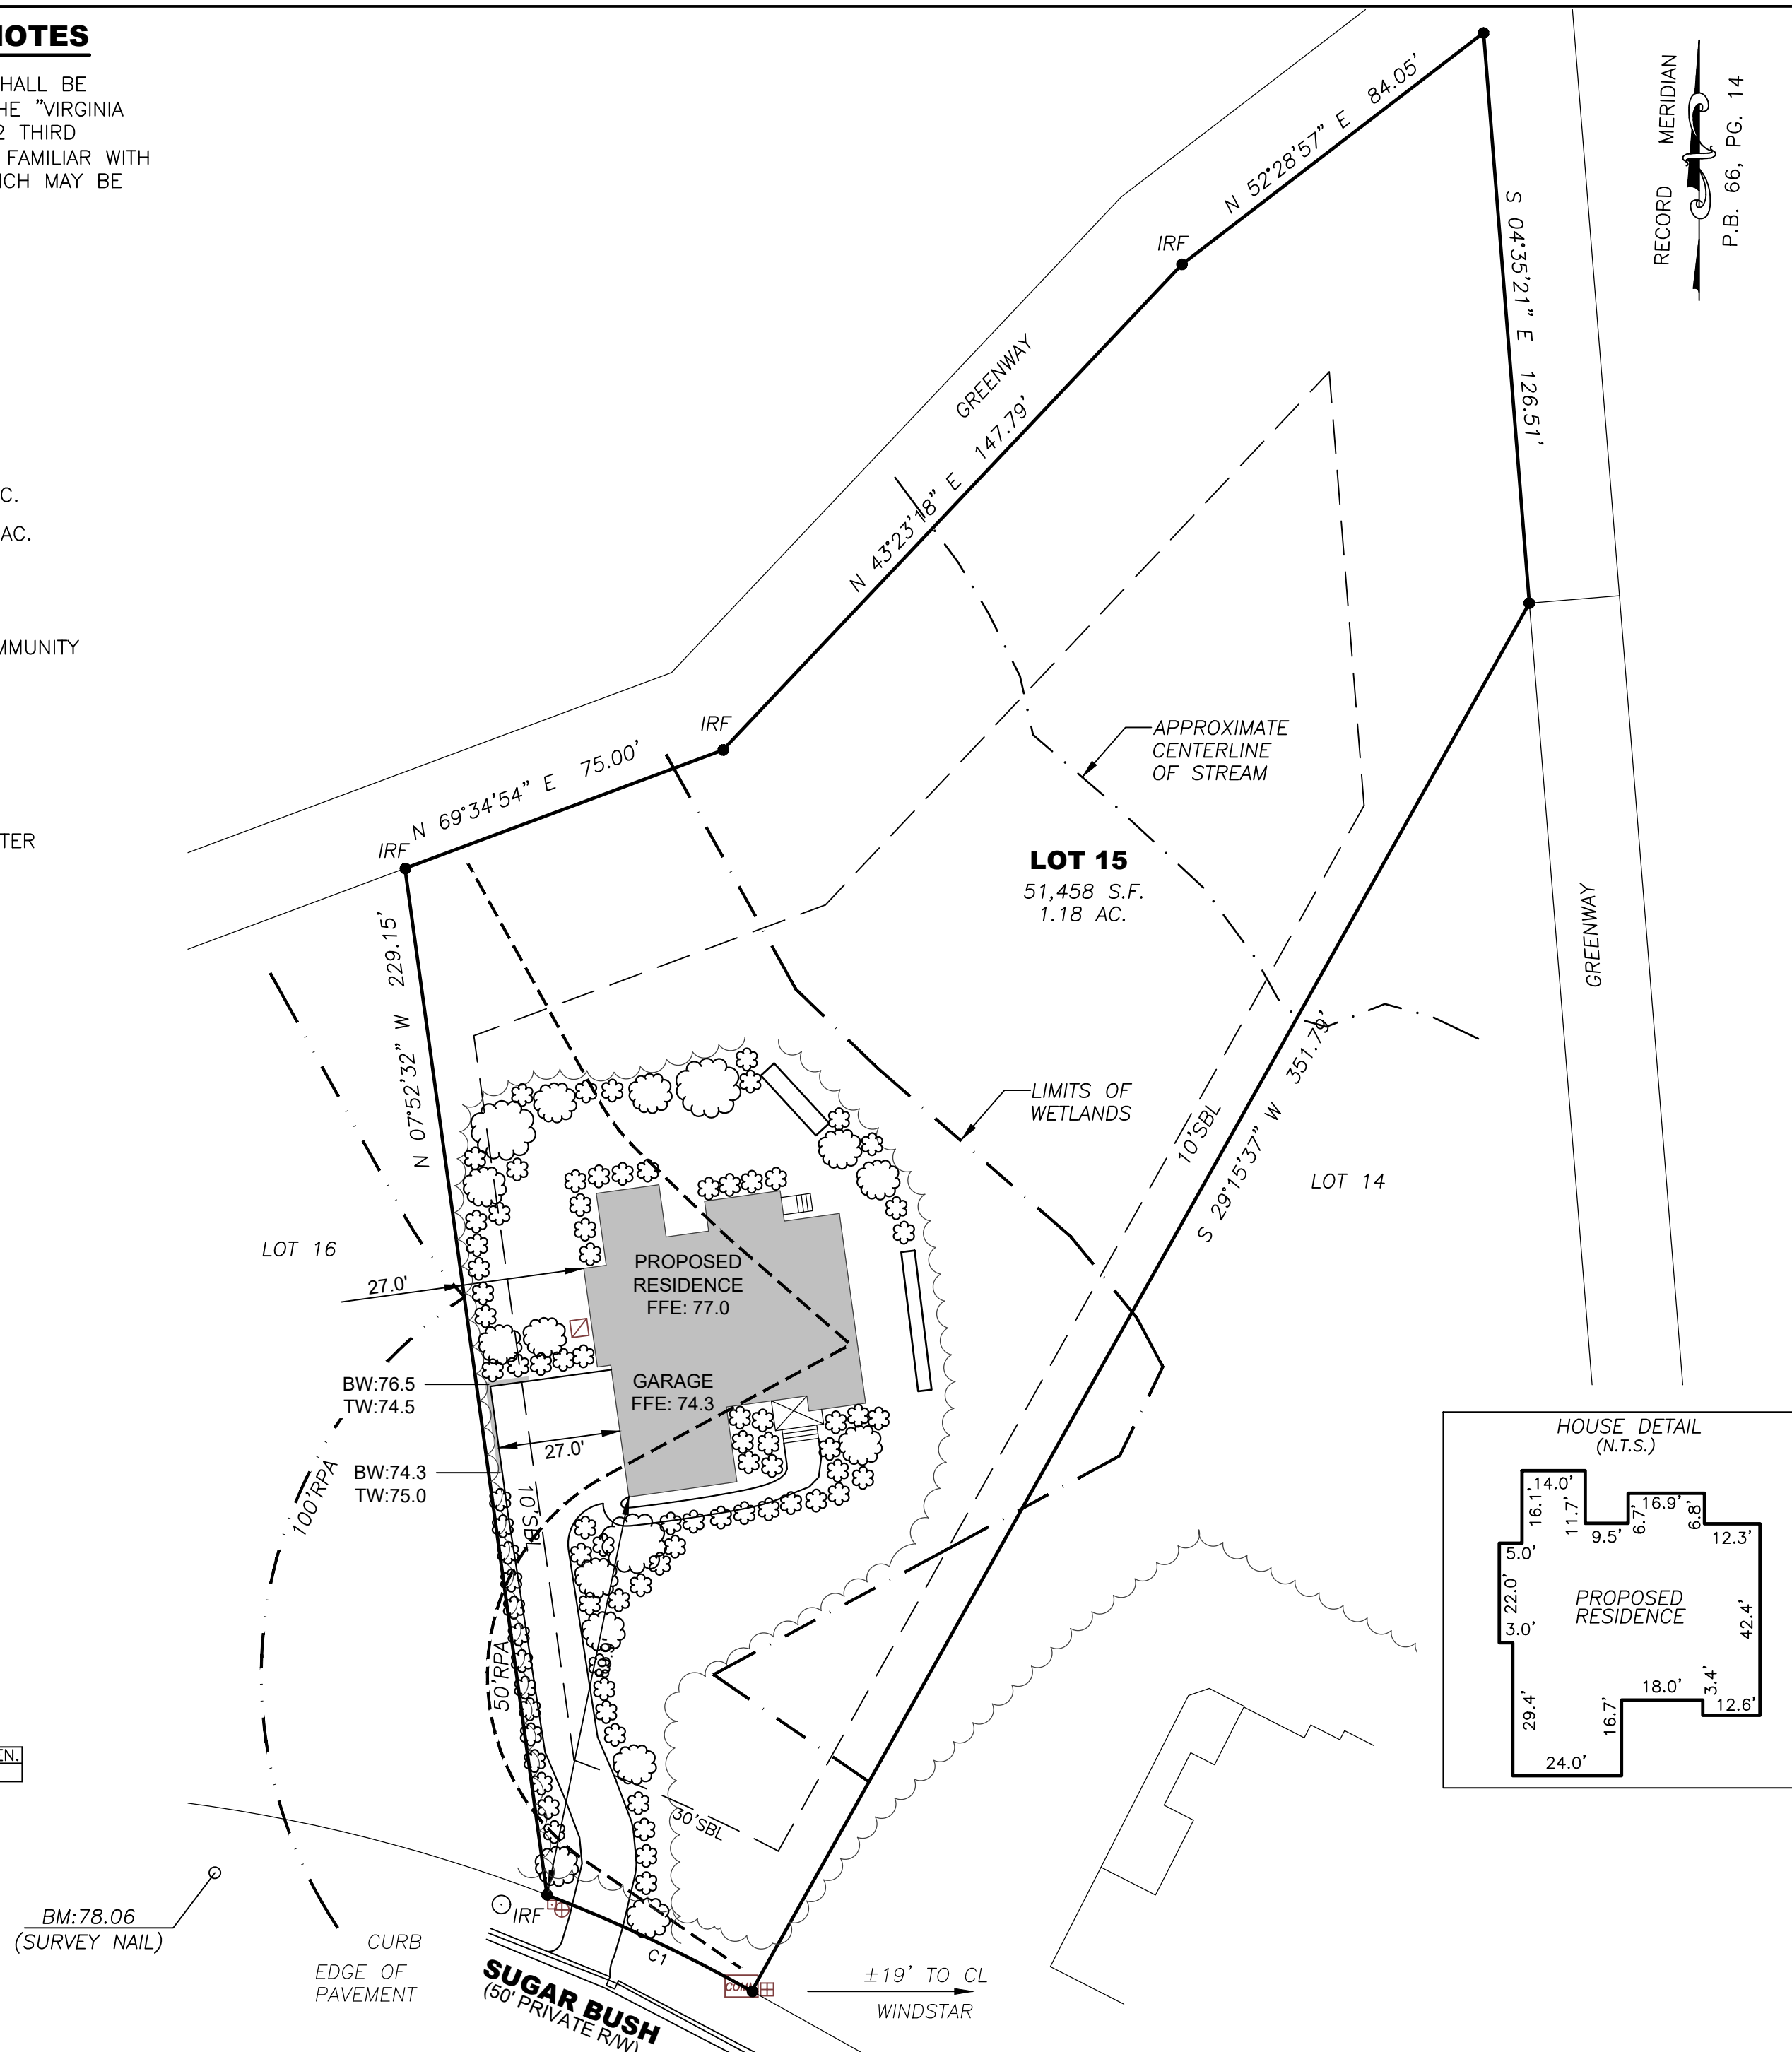 NOTES
HALL BE
HE "VIRGINIA
2 THIRD
FAMILIAR WITH
ICH MAY BE
C.
AC.
MMUNITY
TER
EN.
RECORD MERIDIAN
P.B. 66, PG. 14
N 52°28'57" E 84.05'
IRF
S 04°35'21" E 126.51'
GREENWAY
N 43°23'18" E 147.79'
IRF
N 69°34'54" E 75.00'
IRF
APPROXIMATE
CENTERLINE
OF STREAM
LOT 15
51,458 S.F.
1.18 AC.
GREENWAY
N 07°52'32" W 229.15'
LIMITS OF
WETLANDS
10'SBL
S 29°15'37" W 351.79'
LOT 14
LOT 16
27.0'
PROPOSED
RESIDENCE
FFE: 77.0
GARAGE
FFE: 74.3
BW:76.5
TW:74.5
27.0'
BW:74.3
TW:75.0
100'RPA
10'SBL
50'RPA
89.9'
30'SBL
HOUSE DETAIL
(N.T.S.)
14.0'
16.1'
11.7'
9.5'
6.7'
16.9'
6.8'
12.3'
5.0'
22.0'
3.0'
PROPOSED
RESIDENCE
42.4'
29.4'
16.7'
18.0'
3.4'
12.6'
24.0'
BM:78.06
(SURVEY NAIL)
IRF
CURB
EDGE OF
PAVEMENT
C1
COMM
SUGAR BUSH
(50' PRIVATE R/W)
±19' TO CL
WINDSTAR